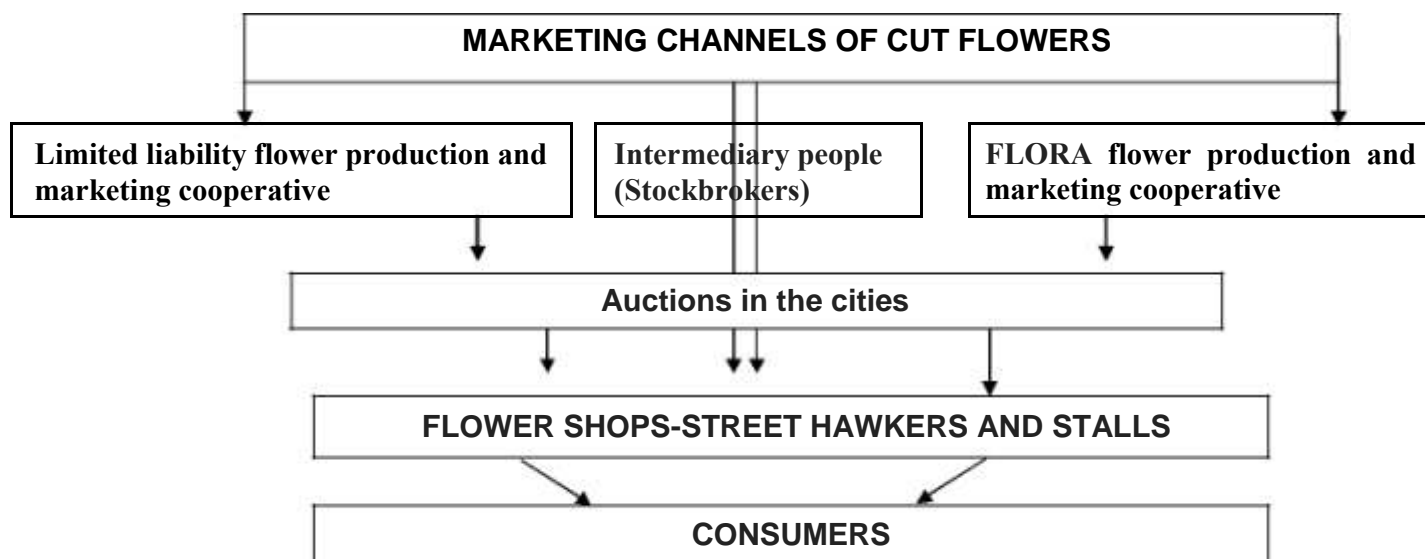 MARKETING CHANNELS OF CUT FLOWERS
Limited liability flower production and
marketing cooperative
Intermediary people
(Stockbrokers)
FLORA flower production and
marketing cooperative
Auctions in the cities
FLOWER SHOPS-STREET HAWKERS AND STALLS
CONSUMERS